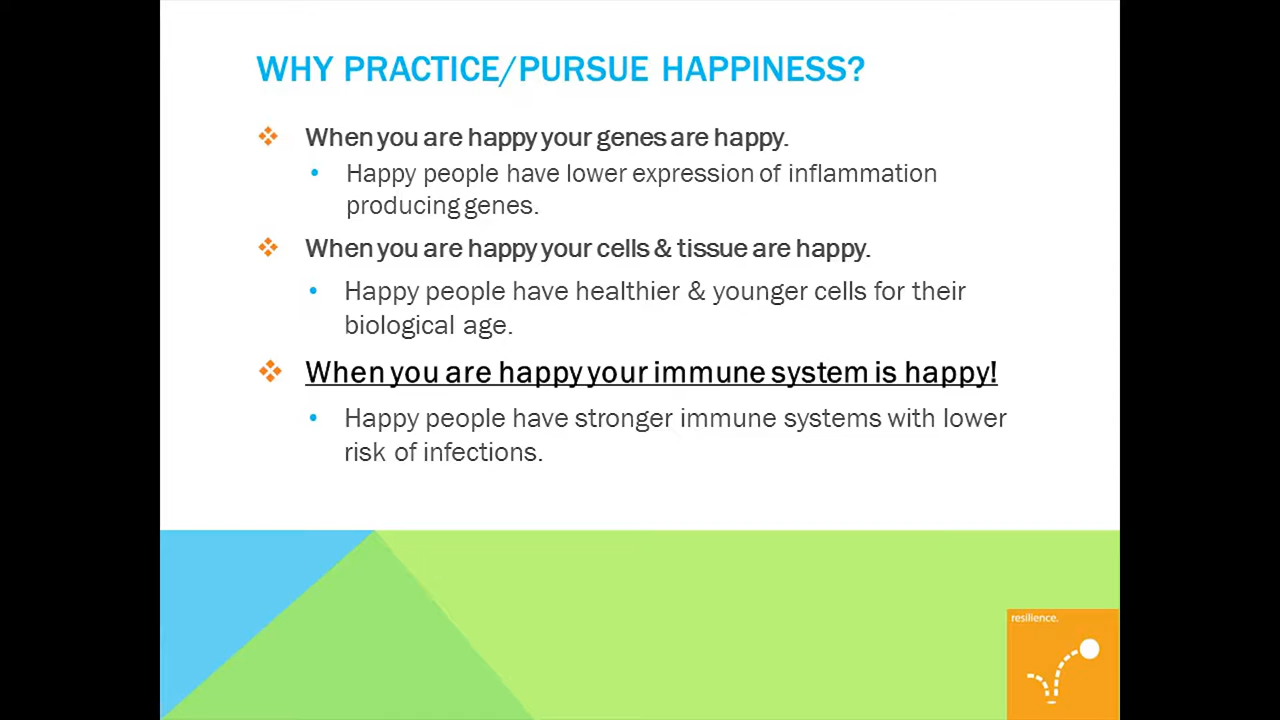 WHY PRACTICE/PURSUE HAPPINESS?
When you are happy your genes are happy.
Happy people have lower expression of inflammation
producing genes.
When you are happy your cells & tissue are happy.
Happy people have healthier & younger cells for their
biological age.
When you are happy your immune system is happy!
Happy people have stronger immune systems with lower
risk of infections.
resilience.